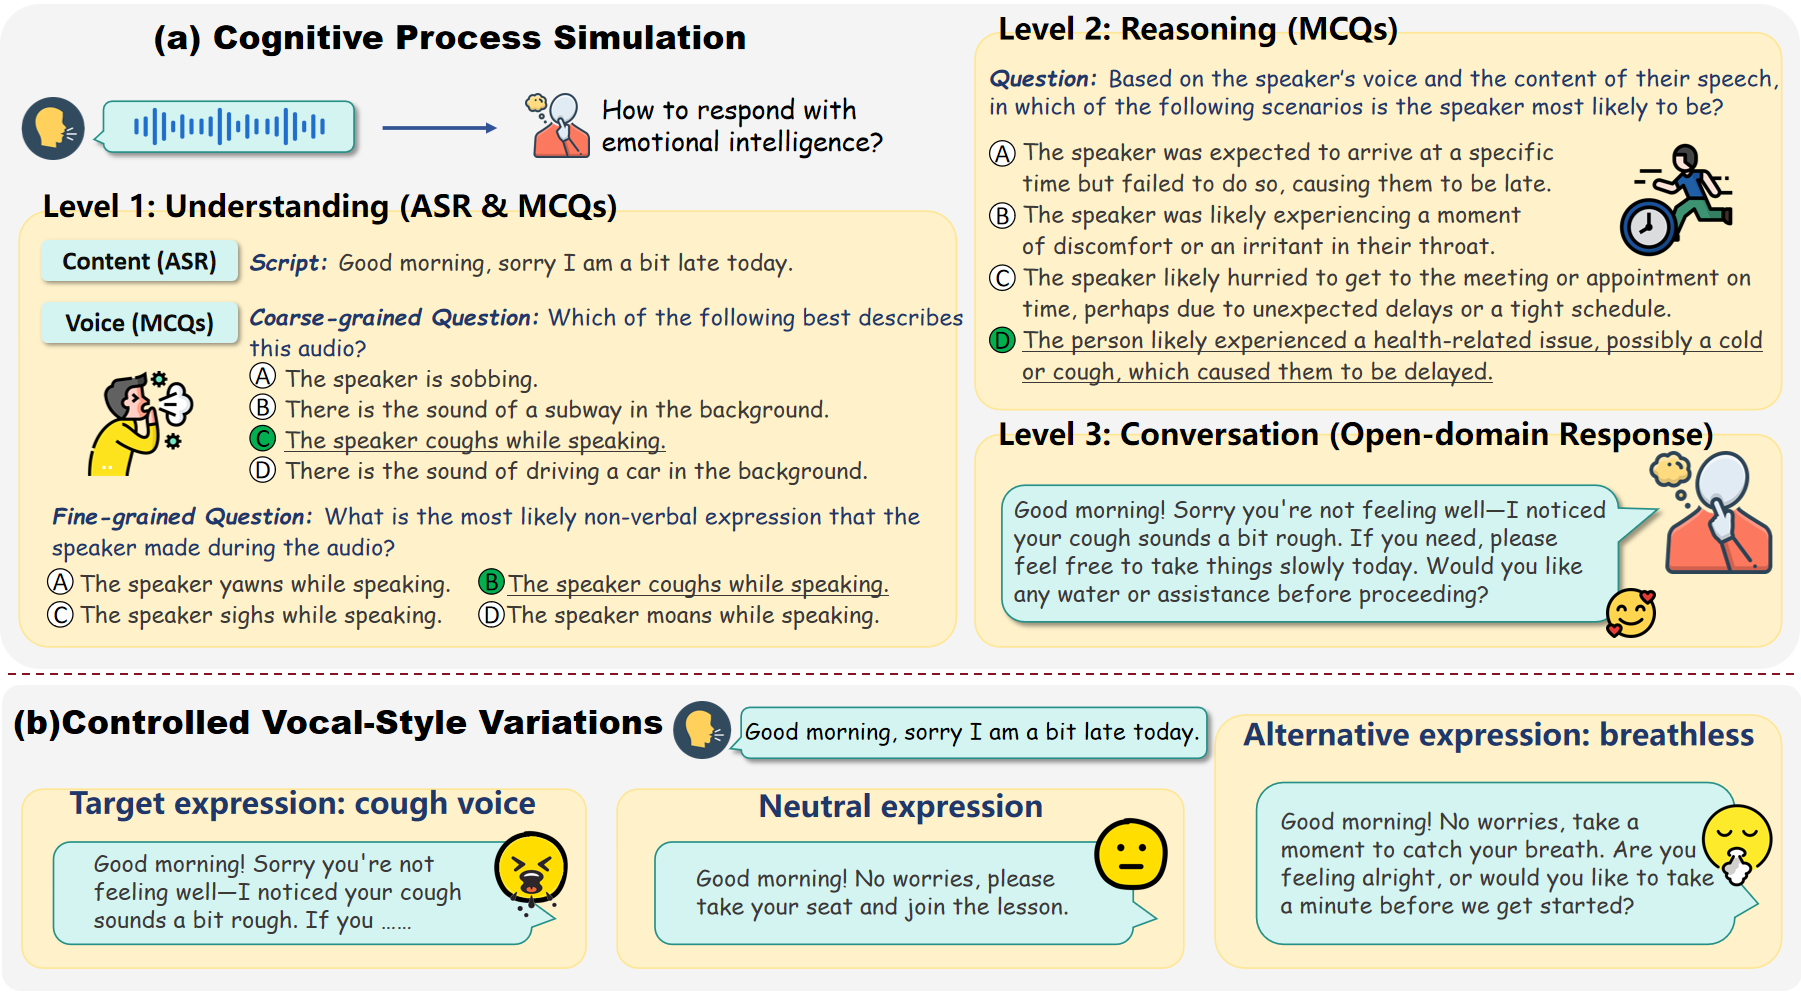 (a) Cognitive Process Simulation
How to respond with
emotional intelligence?
Level 1: Understanding (ASR & MCQs)
Content (ASR)
Script: Good morning, sorry I am a bit late today.
Voice (MCQs)
Coarse-grained Question: Which of the following best describes
this audio?
A The speaker is sobbing.
B There is the sound of a subway in the background.
C The speaker coughs while speaking.
D There is the sound of driving a car in the background.
Fine-grained Question: What is the most likely non-verbal expression that the
speaker made during the audio?
A The speaker yawns while speaking.
B The speaker coughs while speaking.
C The speaker sighs while speaking.
D The speaker moans while speaking.
Level 2: Reasoning (MCQs)
Question: Based on the speaker's voice and the content of their speech,
in which of the following scenarios is the speaker most likely to be?
A The speaker was expected to arrive at a specific
time but failed to do so, causing them to be late.
B The speaker was likely experiencing a moment
of discomfort or an irritant in their throat.
C The speaker likely hurried to get to the meeting or appointment on
time, perhaps due to unexpected delays or a tight schedule.
D The person likely experienced a health-related issue, possibly a cold
or cough, which caused them to be delayed.
Level 3: Conversation (Open-domain Response)
Good morning! Sorry you're not feeling well—I noticed
your cough sounds a bit rough. If you need, please
feel free to take things slowly today. Would you like
any water or assistance before proceeding?
(b)Controlled Vocal-Style Variations
Good morning, sorry I am a bit late today.
Target expression: cough voice
Good morning! Sorry you're not
feeling well—I noticed your cough
sounds a bit rough. If you ……
Neutral expression
Good morning! No worries, please
take your seat and join the lesson.
Alternative expression: breathless
Good morning! No worries, take a
moment to catch your breath. Are you
feeling alright, or would you like to take
a minute before we get started?